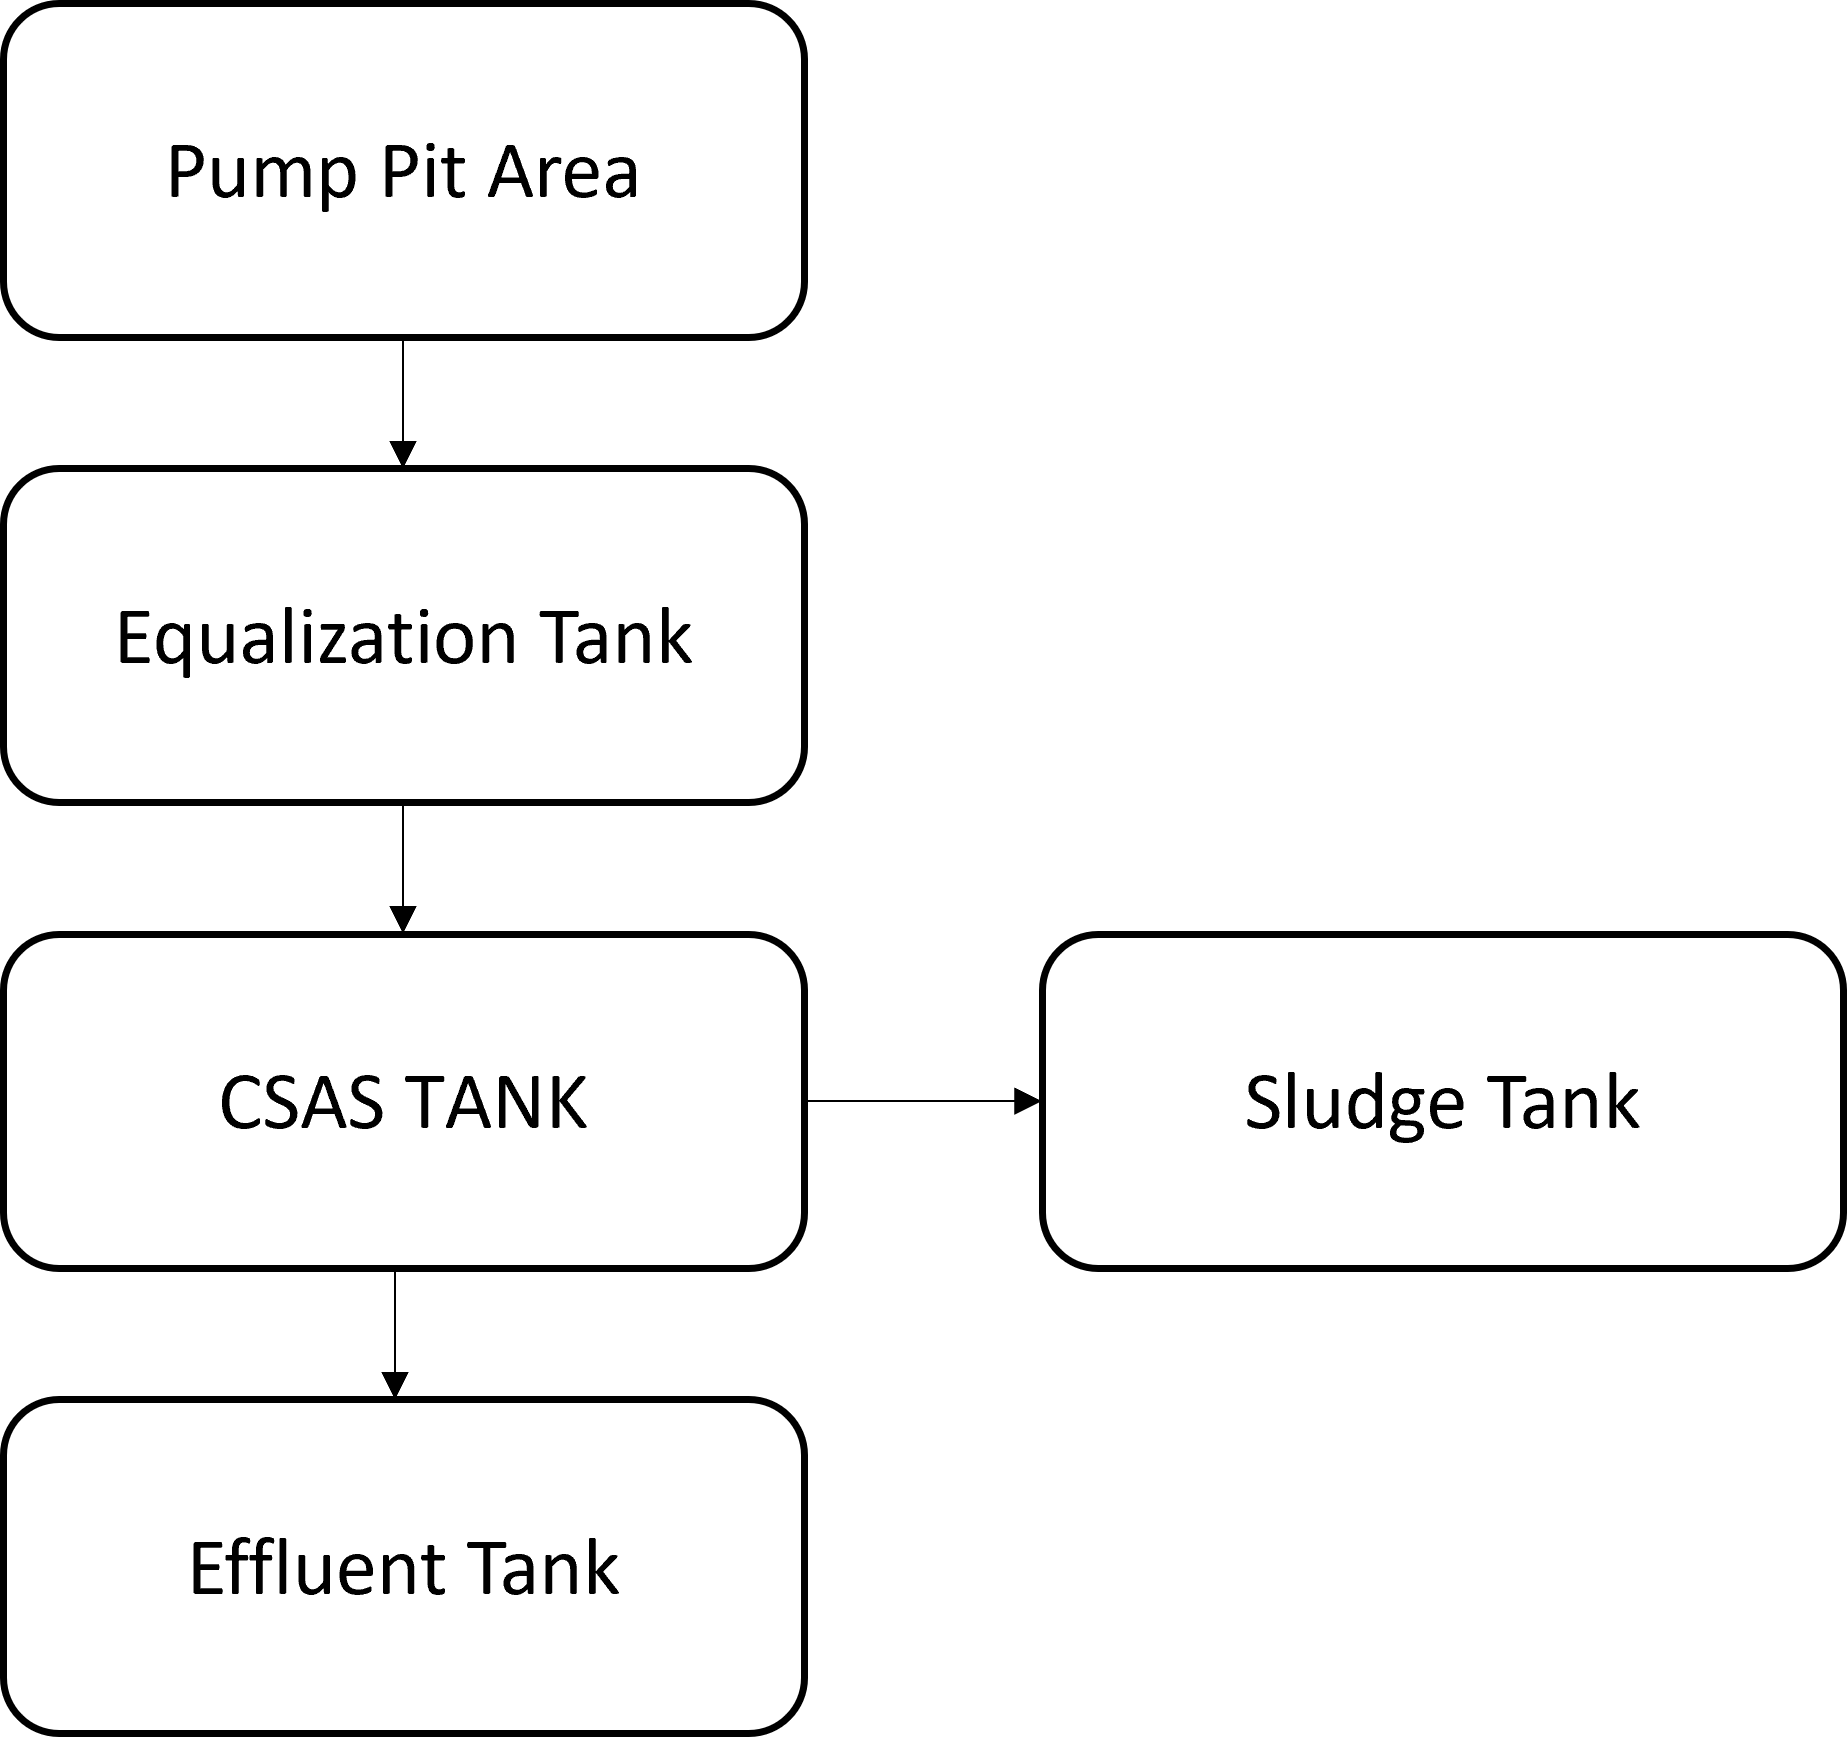 Pump Pit Area
Equalization Tank
CSAS TANK
Sludge Tank
Effluent Tank